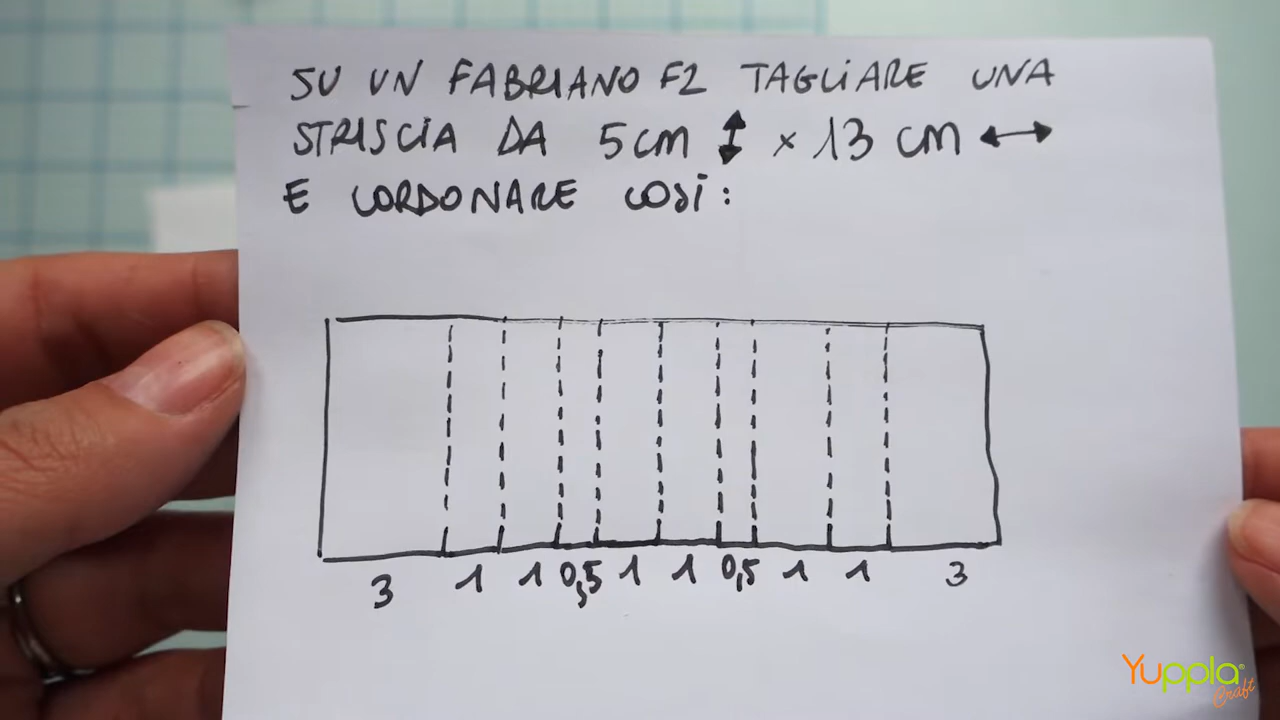 SU UN FABRIANO F2 TAGLIARE UNA
STRISCIA DA 5 cm ↕ × 13 cm ↔
E CORDONARE COSì:
3 1 1 0,5 1 1 0,5 1 1 3
Yuppla®
Craft